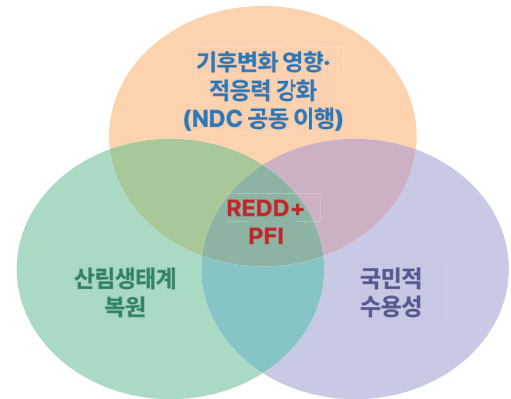 기후변화 영향·
적응력 강화
(NDC 공동 이행)
REDD+
PFI
산림생태계
복원
국민적
수용성